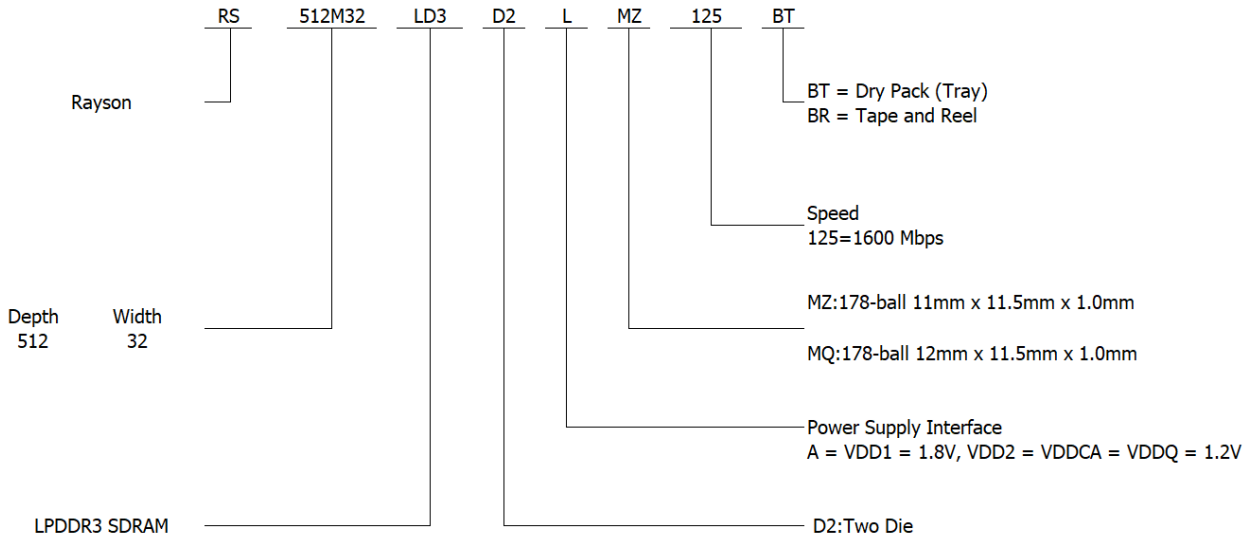 RS 512M32 LD3 D2 L MZ 125 BT
Rayson
BT = Dry Pack (Tray)
BR = Tape and Reel
Speed
125=1600 Mbps
Depth Width
512 32
MZ:178-ball 11mm x 11.5mm x 1.0mm
MQ:178-ball 12mm x 11.5mm x 1.0mm
Power Supply Interface
A = VDD1 = 1.8V, VDD2 = VDDCA = VDDQ = 1.2V
LPDDR3 SDRAM
D2:Two Die